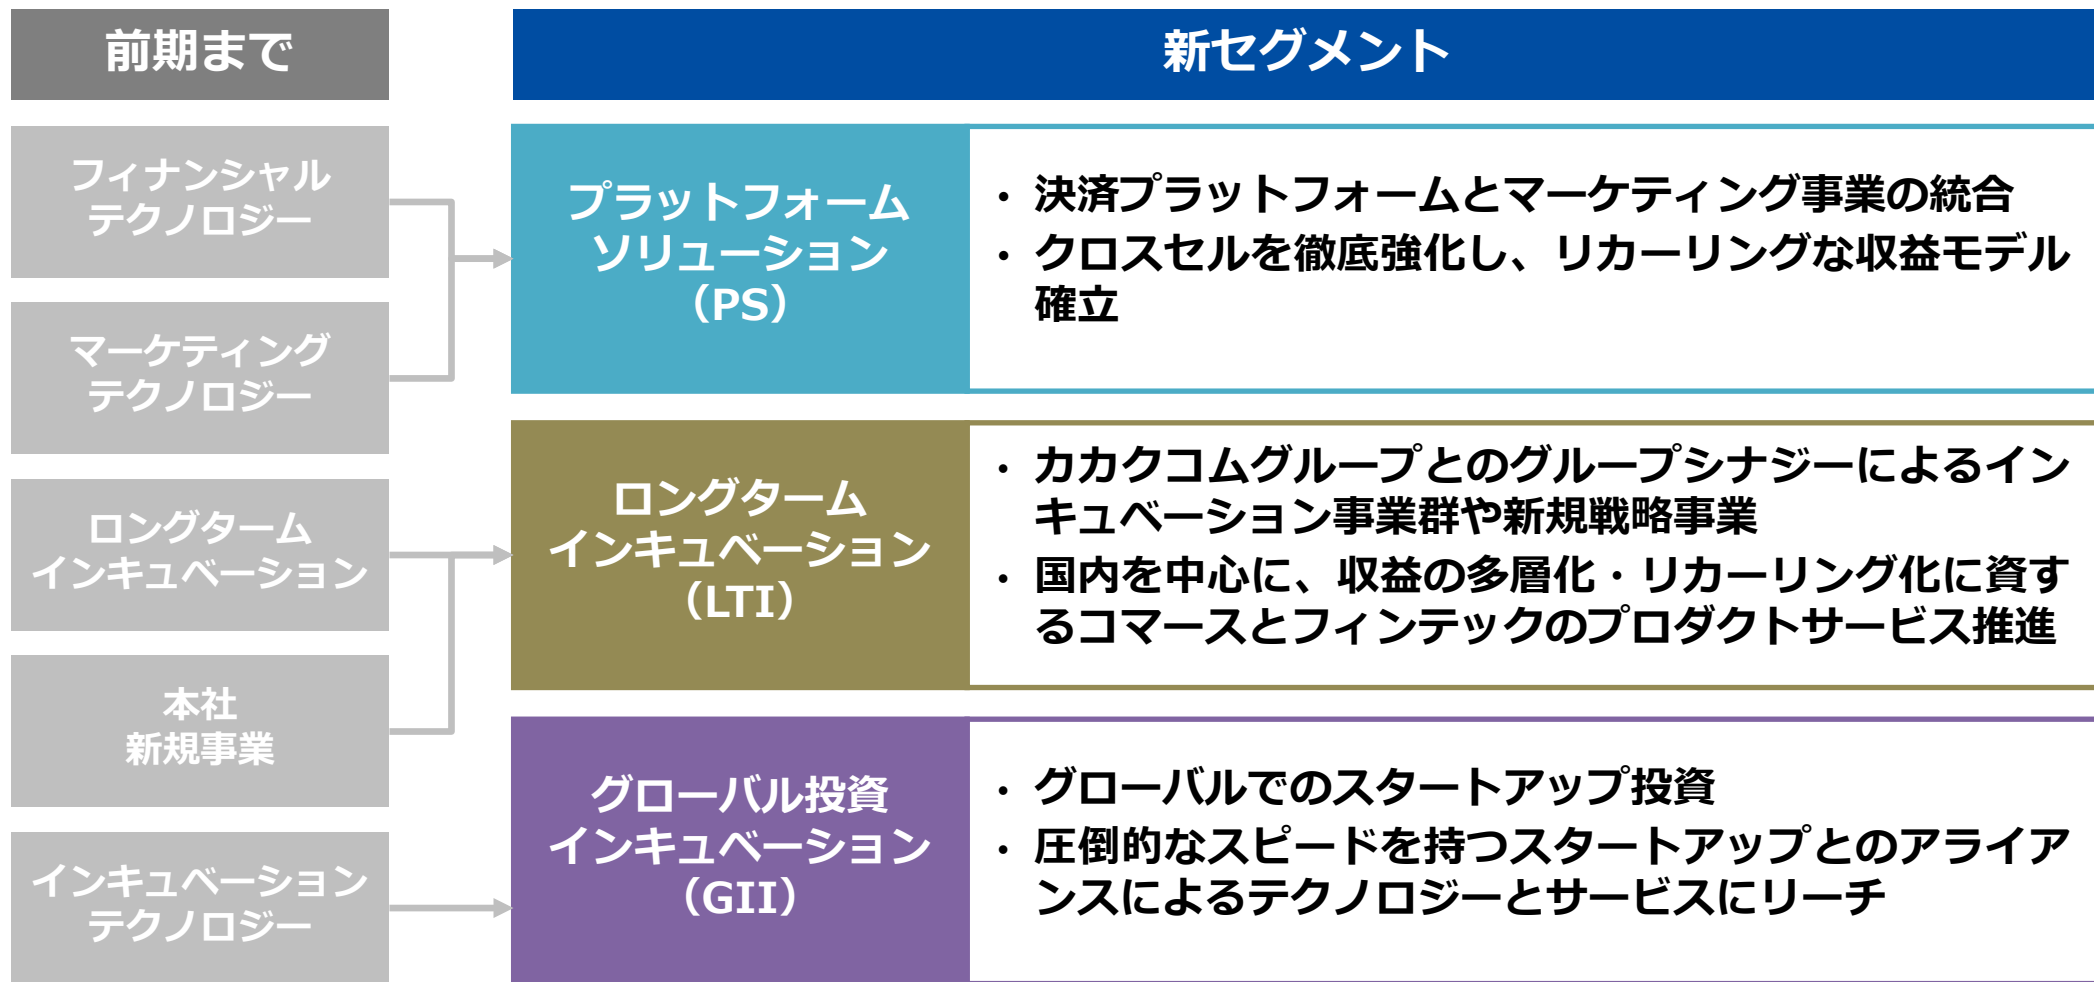 前期まで
新セグメント
フィナンシャル
テクノロジー
マーケティング
テクノロジー
ロングターム
インキュベーション
本社
新規事業
インキュベーション
テクノロジー
プラットフォーム
ソリューション
（PS）
・決済プラットフォームとマーケティング事業の統合
・クロスセルを徹底強化し、リカーリングな収益モデル
確立
ロングターム
インキュベーション
（LTI）
・カカクコムグループとのグループシナジーによるイン
キュベーション事業群や新規戦略事業
・国内を中心に、収益の多層化・リカーリング化に資す
るコマースとフィンテックのプロダクトサービス推進
グローバル投資
インキュベーション
（GII）
・グローバルでのスタートアップ投資
・圧倒的なスピードを持つスタートアップとのアライア
ンスによるテクノロジーとサービスにリーチ